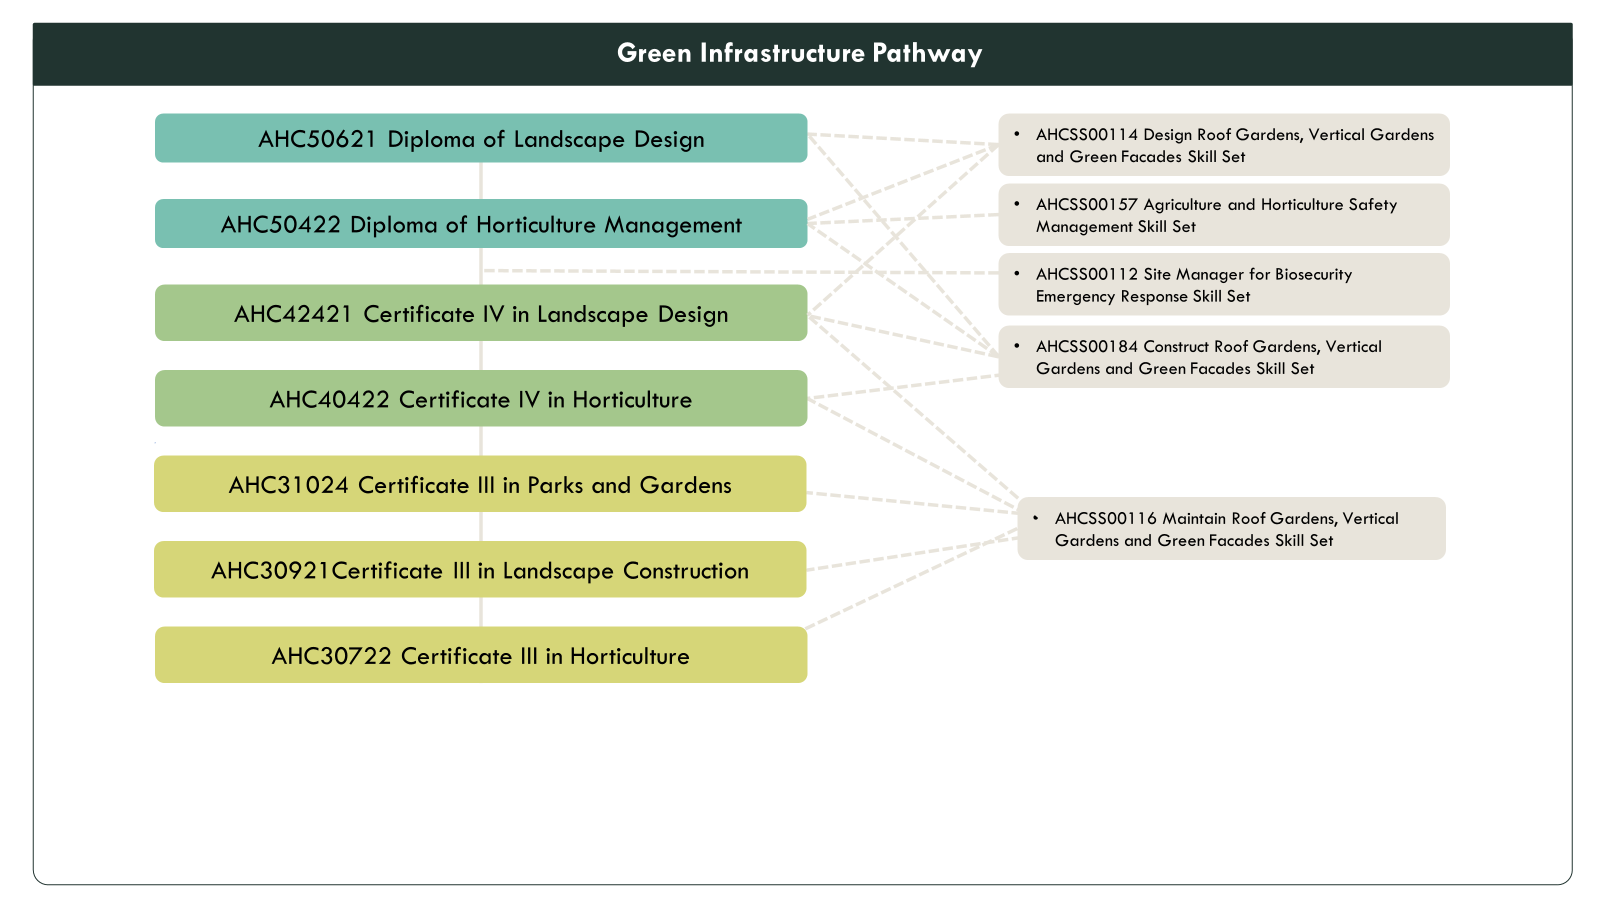 Green Infrastructure Pathway
AHC50621 Diploma of Landscape Design
AHC50422 Diploma of Horticulture Management
AHC42421 Certificate IV in Landscape Design
AHC40422 Certificate IV in Horticulture
AHC31024 Certificate III in Parks and Gardens
AHC30921Certificate III in Landscape Construction
AHC30722 Certificate III in Horticulture
• AHCSS00114 Design Roof Gardens, Vertical Gardens
and Green Facades Skill Set
• AHCSS00157 Agriculture and Horticulture Safety
Management Skill Set
• AHCSS00112 Site Manager for Biosecurity
Emergency Response Skill Set
• AHCSS00184 Construct Roof Gardens, Vertical
Gardens and Green Facades Skill Set
• AHCSS00116 Maintain Roof Gardens, Vertical
Gardens and Green Facades Skill Set